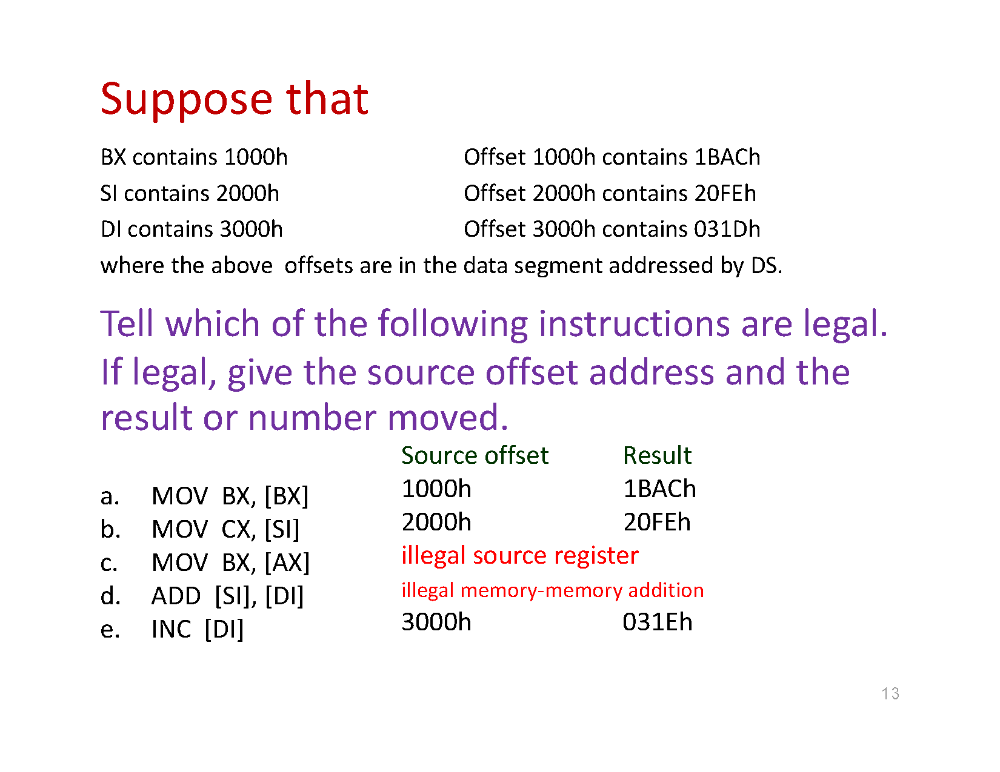 Suppose that
BX contains 1000h Offset 1000h contains 1BACh
SI contains 2000h Offset 2000h contains 20FEh
DI contains 3000h Offset 3000h contains 031Dh
where the above offsets are in the data segment addressed by DS.
Tell which of the following instructions are legal.
If legal, give the source offset address and the
result or number moved.
Source offset Result
a. MOV BX, [BX] 1000h 1BACh
b. MOV CX, [SI] 2000h 20FEh
c. MOV BX, [AX] illegal source register
d. ADD [SI], [DI] illegal memory-memory addition
e. INC [DI] 3000h 031Eh
13